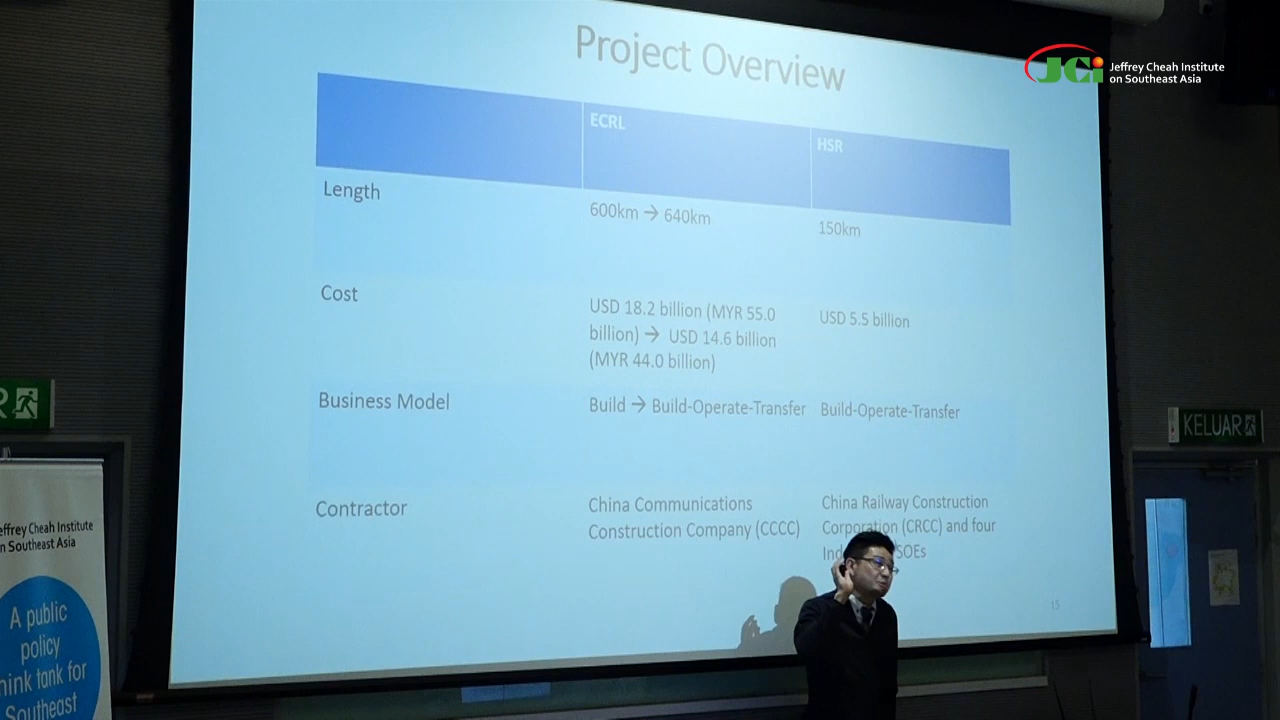 Project Overview
Jeffrey Cheah Institute
on Southeast Asia
ECRL
HSR
Length
600km → 640km
150km
Cost
USD 18.2 billion (MYR 55.0
billion) → USD 14.6 billion
(MYR 44.0 billion)
USD 5.5 billion
Business Model
Build → Build-Operate-Transfer
Build-Operate-Transfer
Contractor
China Communications
Construction Company (CCCC)
China Railway Construction
Corporation (CRCC) and four
SOEs
15
R
KELUAR
effrey Cheah Institute
n Southeast Asia
A public
policy
hink tank for
Southeast